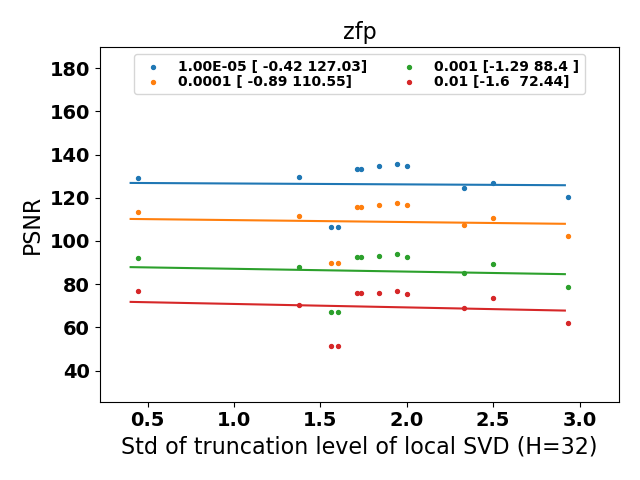 zfp
1.00E-05 [ -0.42 127.03]
0.0001 [ -0.89 110.55]
0.001 [-1.29 88.4 ]
0.01 [-1.6  72.44]
PSNR
180
160
140
120
100
80
60
40
0.5 1.0 1.5 2.0 2.5 3.0
Std of truncation level of local SVD (H=32)